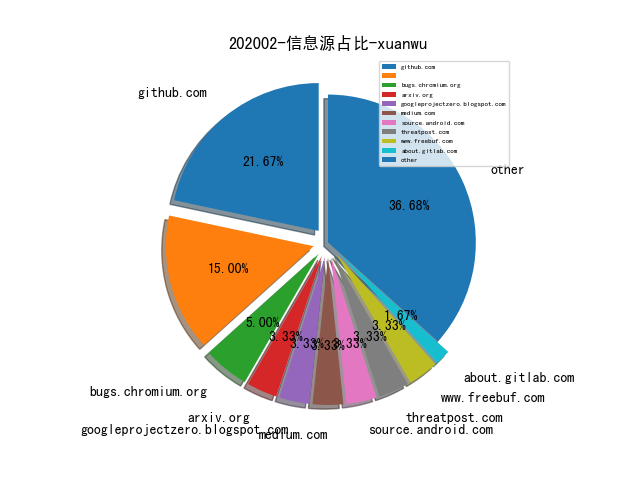 202002-信息源占比-xuanwu
github.com
bugs.chromium.org
arxiv.org
googleprojectzero.blogspot.com
medium.com
source.android.com
threatpost.com
www.freebuf.com
about.gitlab.com
other
github.com
other
21.67%
36.68%
15.00%
5.00%
3.33%
3.33%
3.33%
3.33%
3.33%
3.33%
1.67%
bugs.chromium.org
arxiv.org
googleprojectzero.blogspot.com
medium.com
source.android.com
threatpost.com
www.freebuf.com
about.gitlab.com